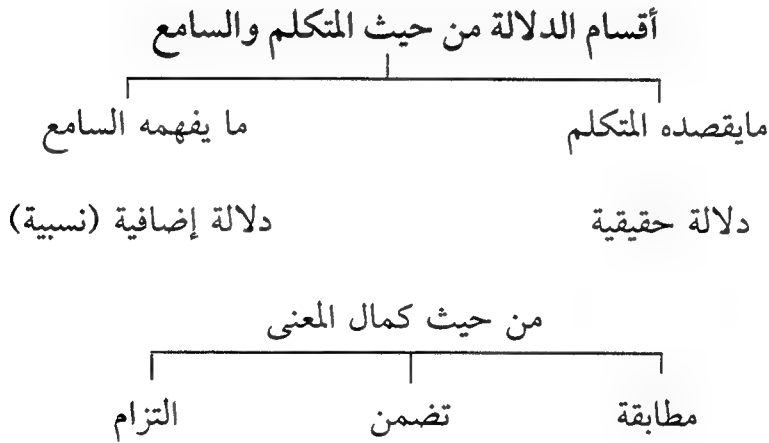 أقسام الدلالة من حيث المتكلم والسامع
مايقصده المتكلم
ما يفهمه السامع
دلالة حقيقية
دلالة إضافية (نسبية)
من حيث كمال المعنى
مطابقة
تضمن
التزام